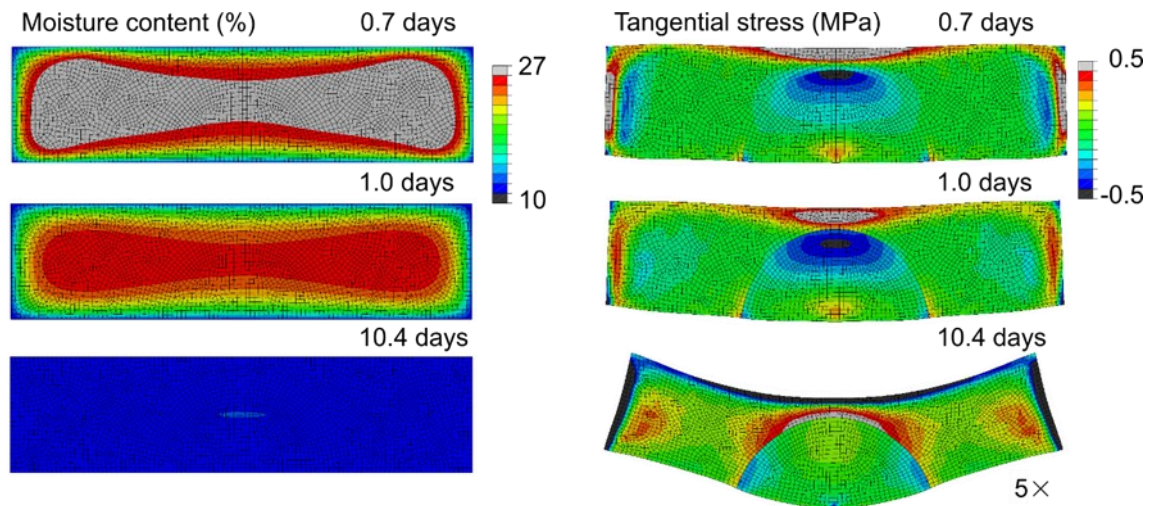 Moisture content (%) 0.7 days
27
10
1.0 days
10.4 days
Tangential stress (MPa) 0.7 days
0.5
-0.5
1.0 days
10.4 days
5×